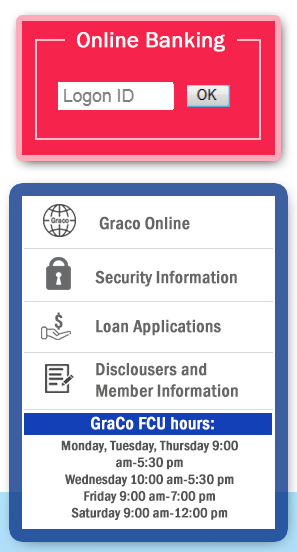 Online Banking
Logon ID
OK
Graco
Graco Online
Security Information
Loan Applications
Disclousers and
Member Information
GraCo FCU hours:
Monday, Tuesday, Thursday 9:00
am-5:30 pm
Wednesday 10:00 am-5:30 pm
Friday 9:00 am-7:00 pm
Saturday 9:00 am-12:00 pm